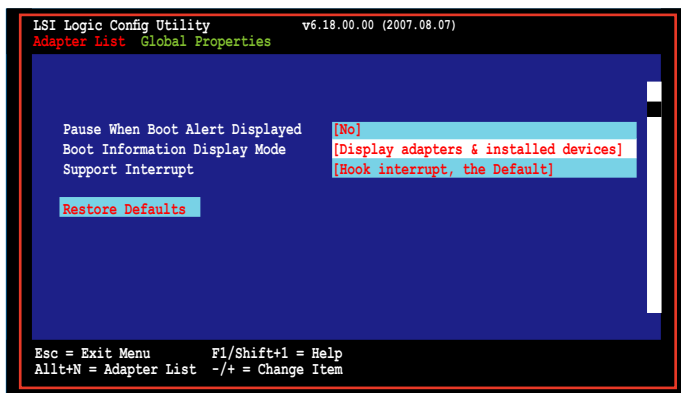 LSI Logic Config Utility v6.18.00.00 (2007.08.07)
Adapter List Global Properties
Pause When Boot Alert Displayed [No]
Boot Information Display Mode [Display adapters & installed devices]
Support Interrupt [Hook interrupt, the Default]
Restore Defaults
Esc = Exit Menu F1/Shift+1 = Help
Allt+N = Adapter List -/+ = Change Item